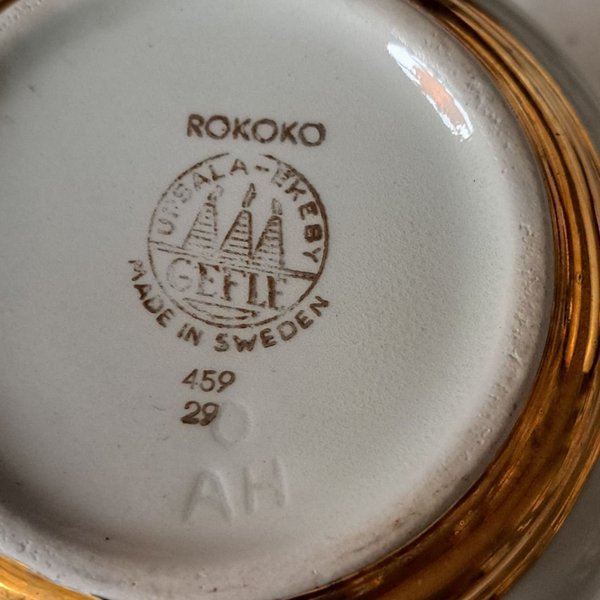 ROKOKO
UPSALA-EKEBY
GEFLE
MADE IN SWEDEN
459
29
O
AH